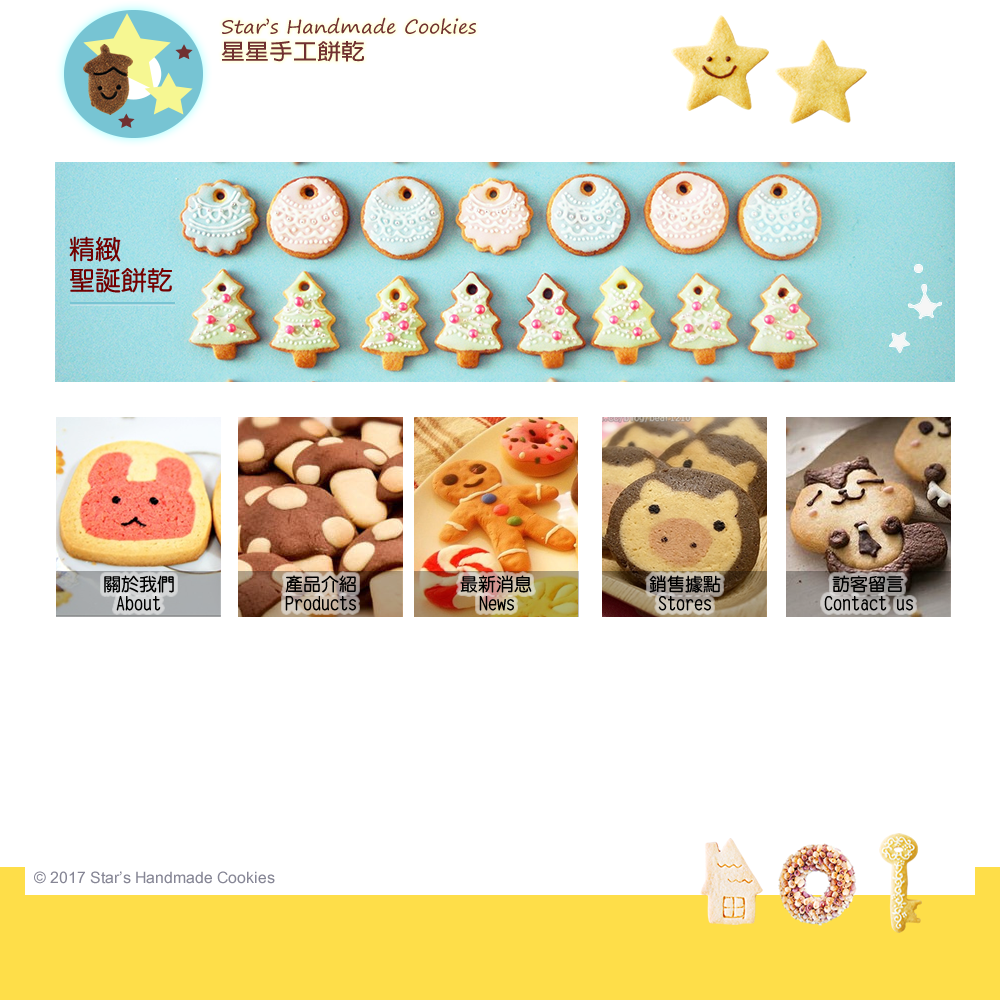 Star's Handmade Cookies
星星手工餅乾
精緻
聖誕餅乾
關於我們
About
產品介紹
Products
最新消息
News
銷售據點
Stores
訪客留言
Contact us
© 2017 Star's Handmade Cookies